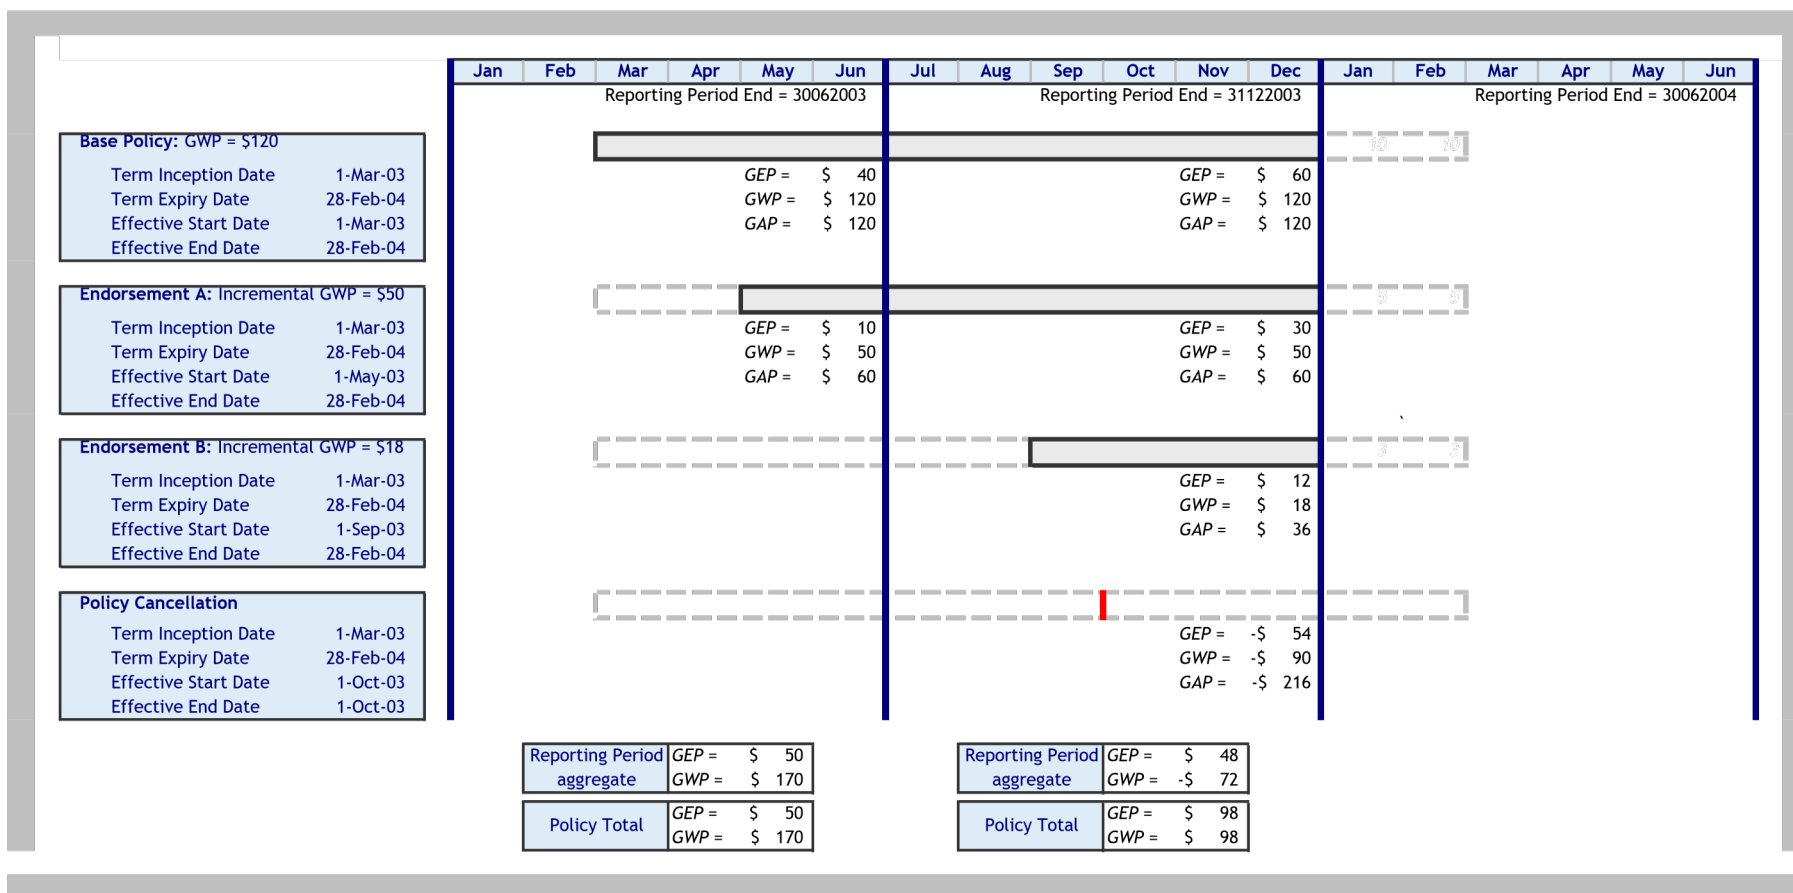 Jan Feb Mar Apr May Jun Jul Aug Sep Oct Nov Dec Jan Feb Mar Apr May Jun
Reporting Period End = 30062003 Reporting Period End = 31122003 Reporting Period End = 30062004
Base Policy: GWP = $120 10 10
Term Inception Date 1-Mar-03 GEP = $ 40 GEP = $ 60
Term Expiry Date 28-Feb-04 GWP = $ 120 GWP = $ 120
Effective Start Date 1-Mar-03 GAP = $ 120 GAP = $ 120
Effective End Date 28-Feb-04
Endorsement A: Incremental GWP = $50 5 5
Term Inception Date 1-Mar-03 GEP = $ 10 GEP = $ 30
Term Expiry Date 28-Feb-04 GWP = $ 50 GWP = $ 50
Effective Start Date 1-May-03 GAP = $ 60 GAP = $ 60
Effective End Date 28-Feb-04
`
Endorsement B: Incremental GWP = $18 3 3
Term Inception Date 1-Mar-03 GEP = $ 12
Term Expiry Date 28-Feb-04 GWP = $ 18
Effective Start Date 1-Sep-03 GAP = $ 36
Effective End Date 28-Feb-04
Policy Cancellation
Term Inception Date 1-Mar-03 GEP = -$ 54
Term Expiry Date 28-Feb-04 GWP = -$ 90
Effective Start Date 1-Oct-03 GAP = -$ 216
Effective End Date 1-Oct-03
Reporting Period GEP = $ 50 Reporting Period GEP = $ 48
aggregate GWP = $ 170 aggregate GWP = -$ 72
Policy Total GEP = $ 50 Policy Total GEP = $ 98
GWP = $ 170 GWP = $ 98